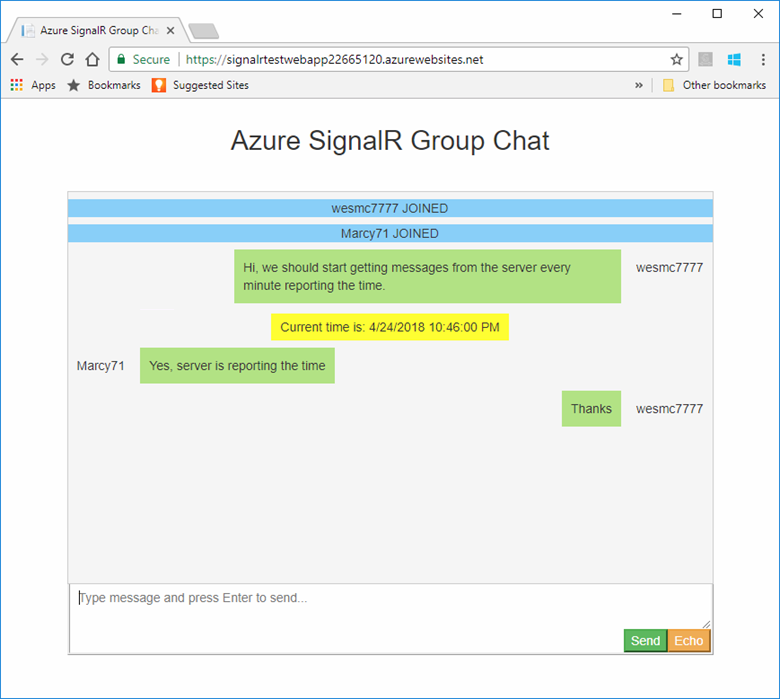 Azure SignalR Group Cha
Secure
https://signalrtestwebapp22665120.azurewebsites.net
Apps Bookmarks Suggested Sites » Other bookmarks
Azure SignalR Group Chat
wesmc7777 JOINED
Marcy71 JOINED
Hi, we should start getting messages from the server every wesmc7777
minute reporting the time.
Current time is: 4/24/2018 10:46:00 PM
Marcy71 Yes, server is reporting the time
Thanks wesmc7777
Type message and press Enter to send...
Send Echo